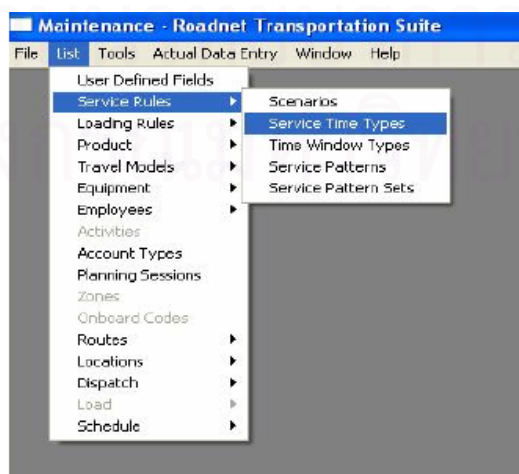 Maintenance - Roadnet Transportation Suite
File List Tools Actual Data Entry Window Help
User Defined Fields
Service Rules
Loading Rules
Product
Travel Models
Equipment
Employees
Activities
Account Types
Planning Sessions
Zones
Onboard Codes
Routes
Locations
Dispatch
Load
Schedule
Scenarios
Service Time Types
Time Window Types
Service Patterns
Service Pattern Sets